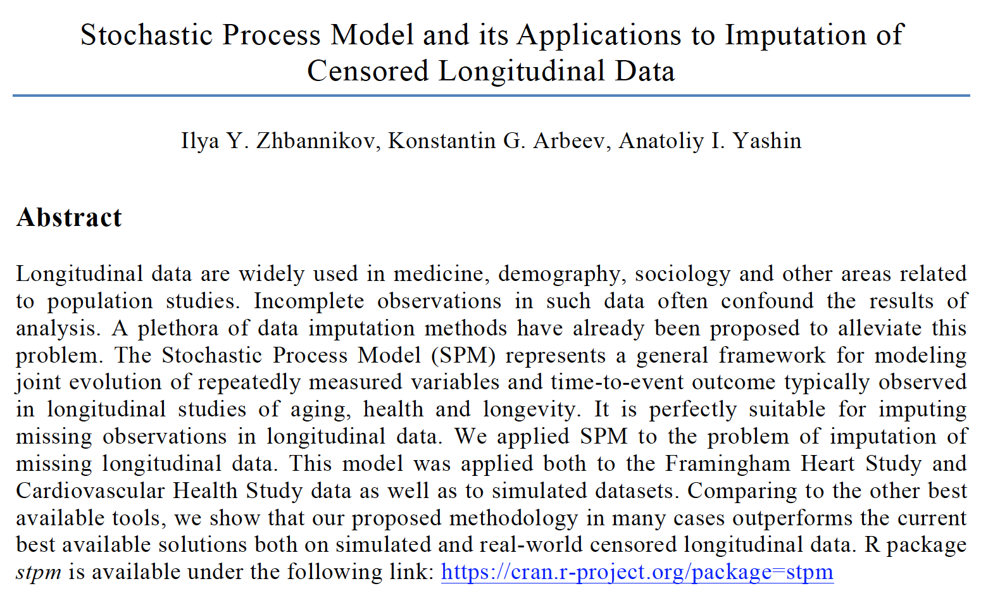 Stochastic Process Model and its Applications to Imputation of
Censored Longitudinal Data
Ilya Y. Zhbannikov, Konstantin G. Arbeev, Anatoliy I. Yashin
Abstract
Longitudinal data are widely used in medicine, demography, sociology and other areas related
to population studies. Incomplete observations in such data often confound the results of
analysis. A plethora of data imputation methods have already been proposed to alleviate this
problem. The Stochastic Process Model (SPM) represents a general framework for modeling
joint evolution of repeatedly measured variables and time-to-event outcome typically observed
in longitudinal studies of aging, health and longevity. It is perfectly suitable for imputing
missing observations in longitudinal data. We applied SPM to the problem of imputation of
missing longitudinal data. This model was applied both to the Framingham Heart Study and
Cardiovascular Health Study data as well as to simulated datasets. Comparing to the other best
available tools, we show that our proposed methodology in many cases outperforms the current
best available solutions both on simulated and real-world censored longitudinal data. R package
stpm is available under the following link: https://cran.r-project.org/package=stpm